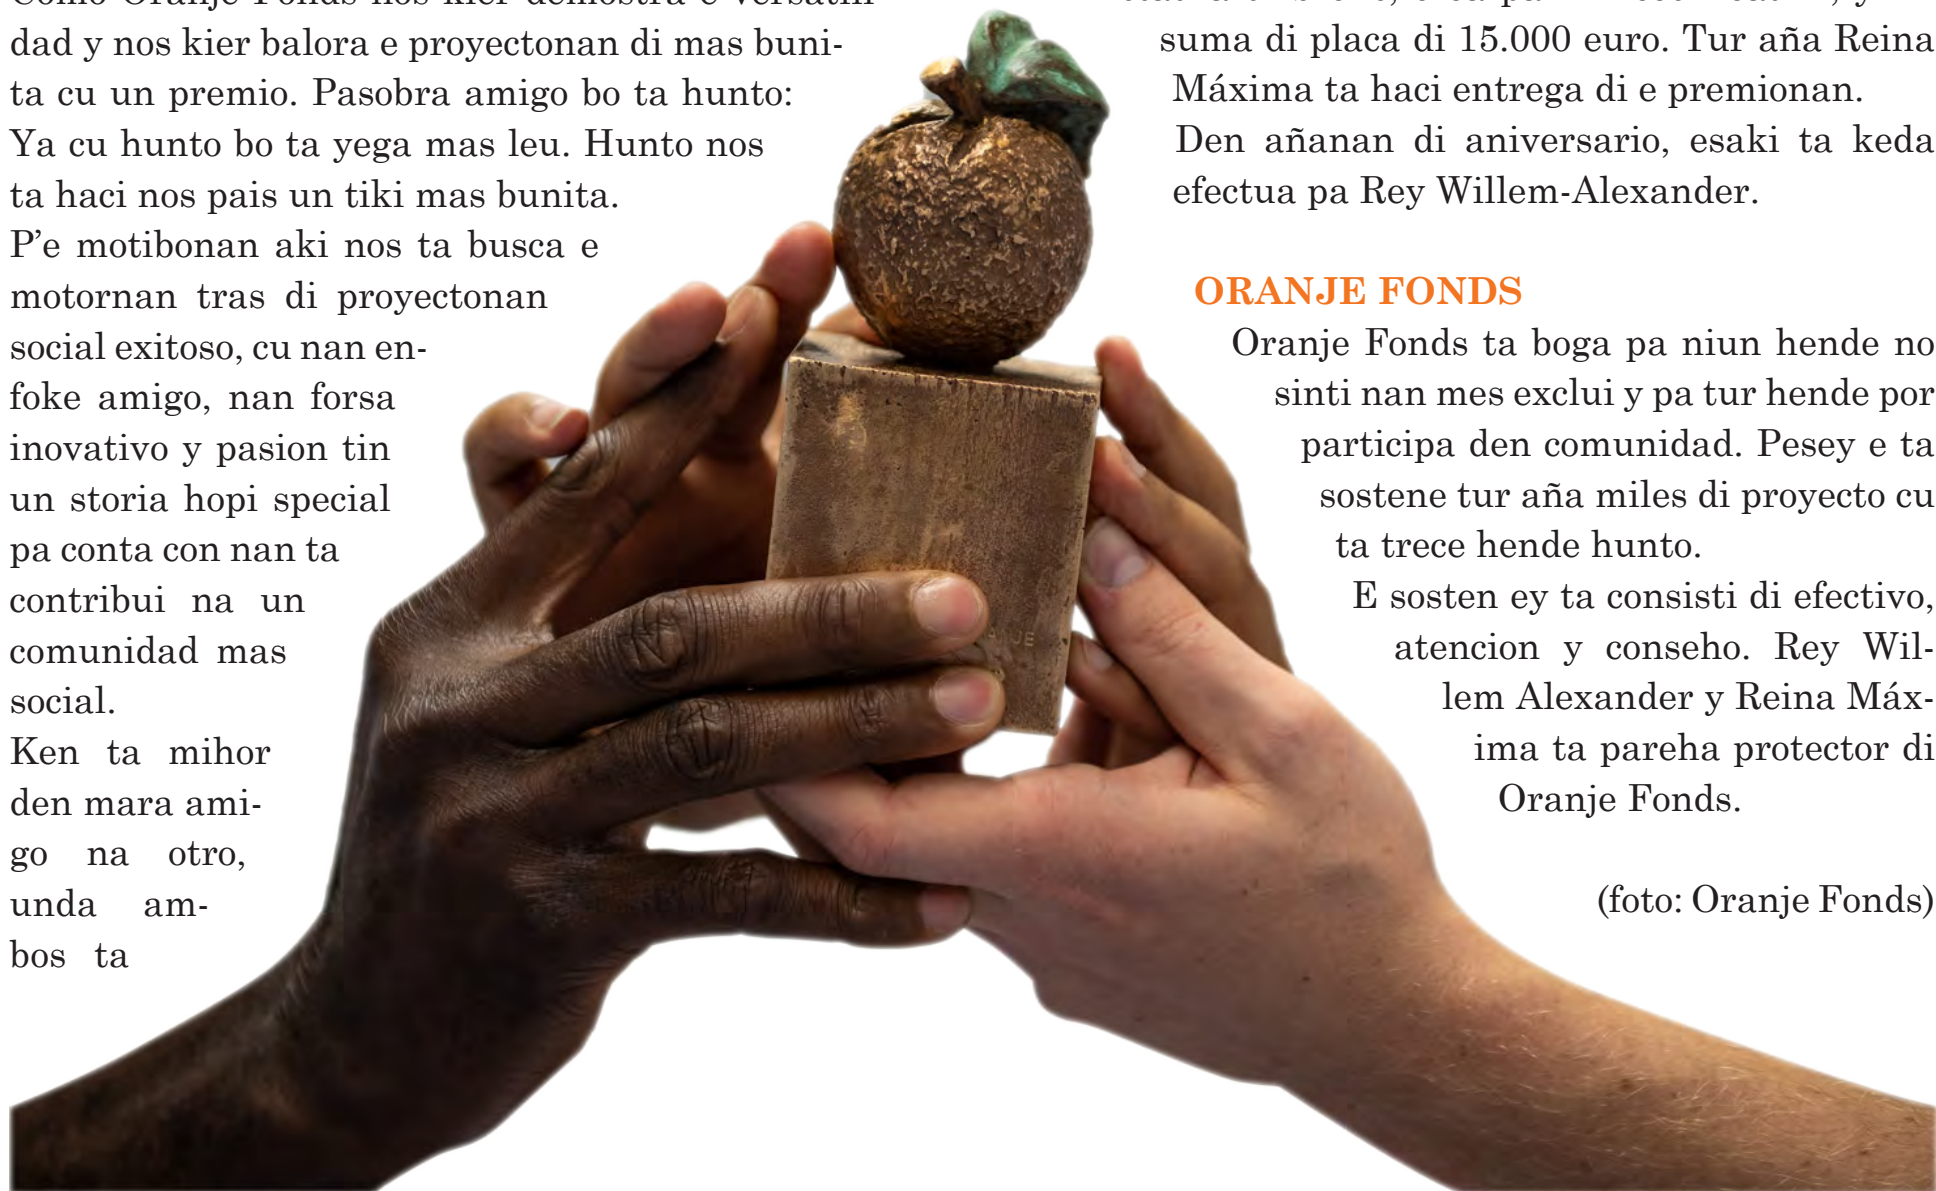 Como Oranje Fonds nos kier demostra e versatili-
dad y nos kier balora e proyectonan di mas buni-
ta cu un premio. Pasobra amigo bo ta hunto:
Ya cu hunto bo ta yega mas leu. Hunto nos
ta haci nos pais un tiki mas bunita.
P'e motibonan aki nos ta busca e
motornan tras di proyectonan
social exitoso, cu nan en-
foke amigo, nan forsa
inovativo y pasion tin
un storia hopi special
pa conta con nan ta
contribui na un
comunidad mas
social.
Ken ta mihor
den mara ami-
go na otro,
unda am-
bos ta
suma di placa di 15.000 euro. Tur aña Reina
Máxima ta haci entrega di e premionan.
Den añanan di aniversario, esaki ta keda
efectua pa Rey Willem-Alexander.
ORANJE FONDS
Oranje Fonds ta boga pa niun hende no
sinti nan mes exclui y pa tur hende por
participa den comunidad. Pesey e ta
sostene tur aña miles di proyecto cu
ta trece hende hunto.
E sosten ey ta consisti di efectivo,
atencion y conseho. Rey Wil-
lem Alexander y Reina Máx-
ima ta pareha protector di
Oranje Fonds.
(foto: Oranje Fonds)